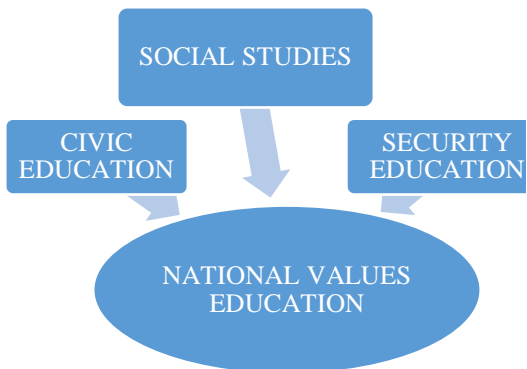 SOCIAL STUDIES
CIVIC
EDUCATION
SECURITY
EDUCATION
NATIONAL VALUES
EDUCATION